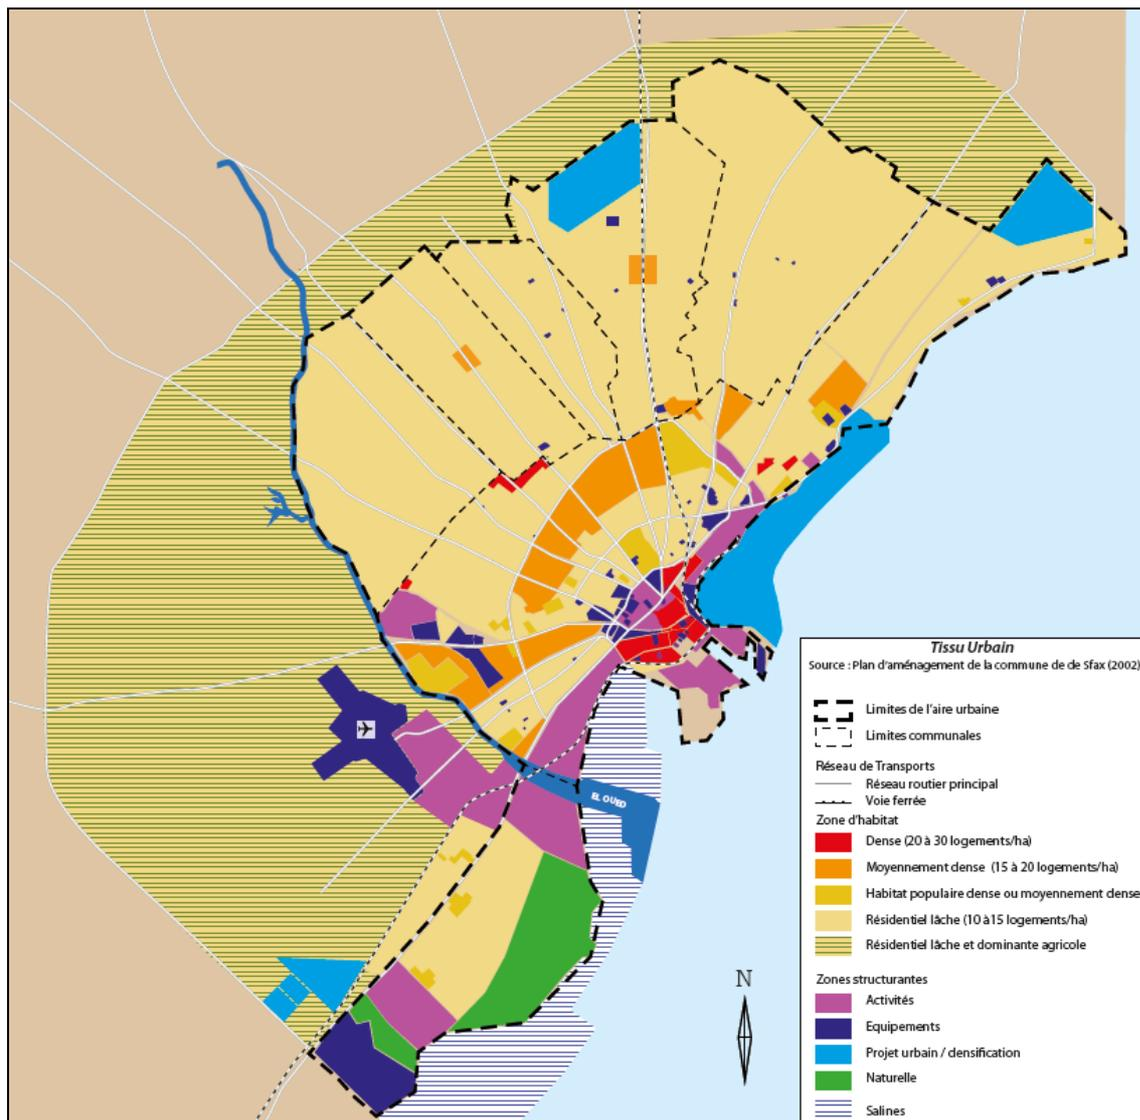 EL OUED
N
Tissu Urbain
Source : Plan d'aménagement de la commune de de Sfax (2002)
Limites de l'aire urbaine
Limites communales
Réseau de Transports
Réseau routier principal
Voie ferrée
Zone d'habitat
Dense (20 à 30 logements/ha)
Moyennement dense (15 à 20 logements/ha)
Habitat populaire dense ou moyennement dense
Résidentiel lâche (10 à15 logements/ha)
Résidentiel lâche et dominante agricole
Zones structurantes
Activités
Equipements
Projet urbain / densification
Naturelle
Salines